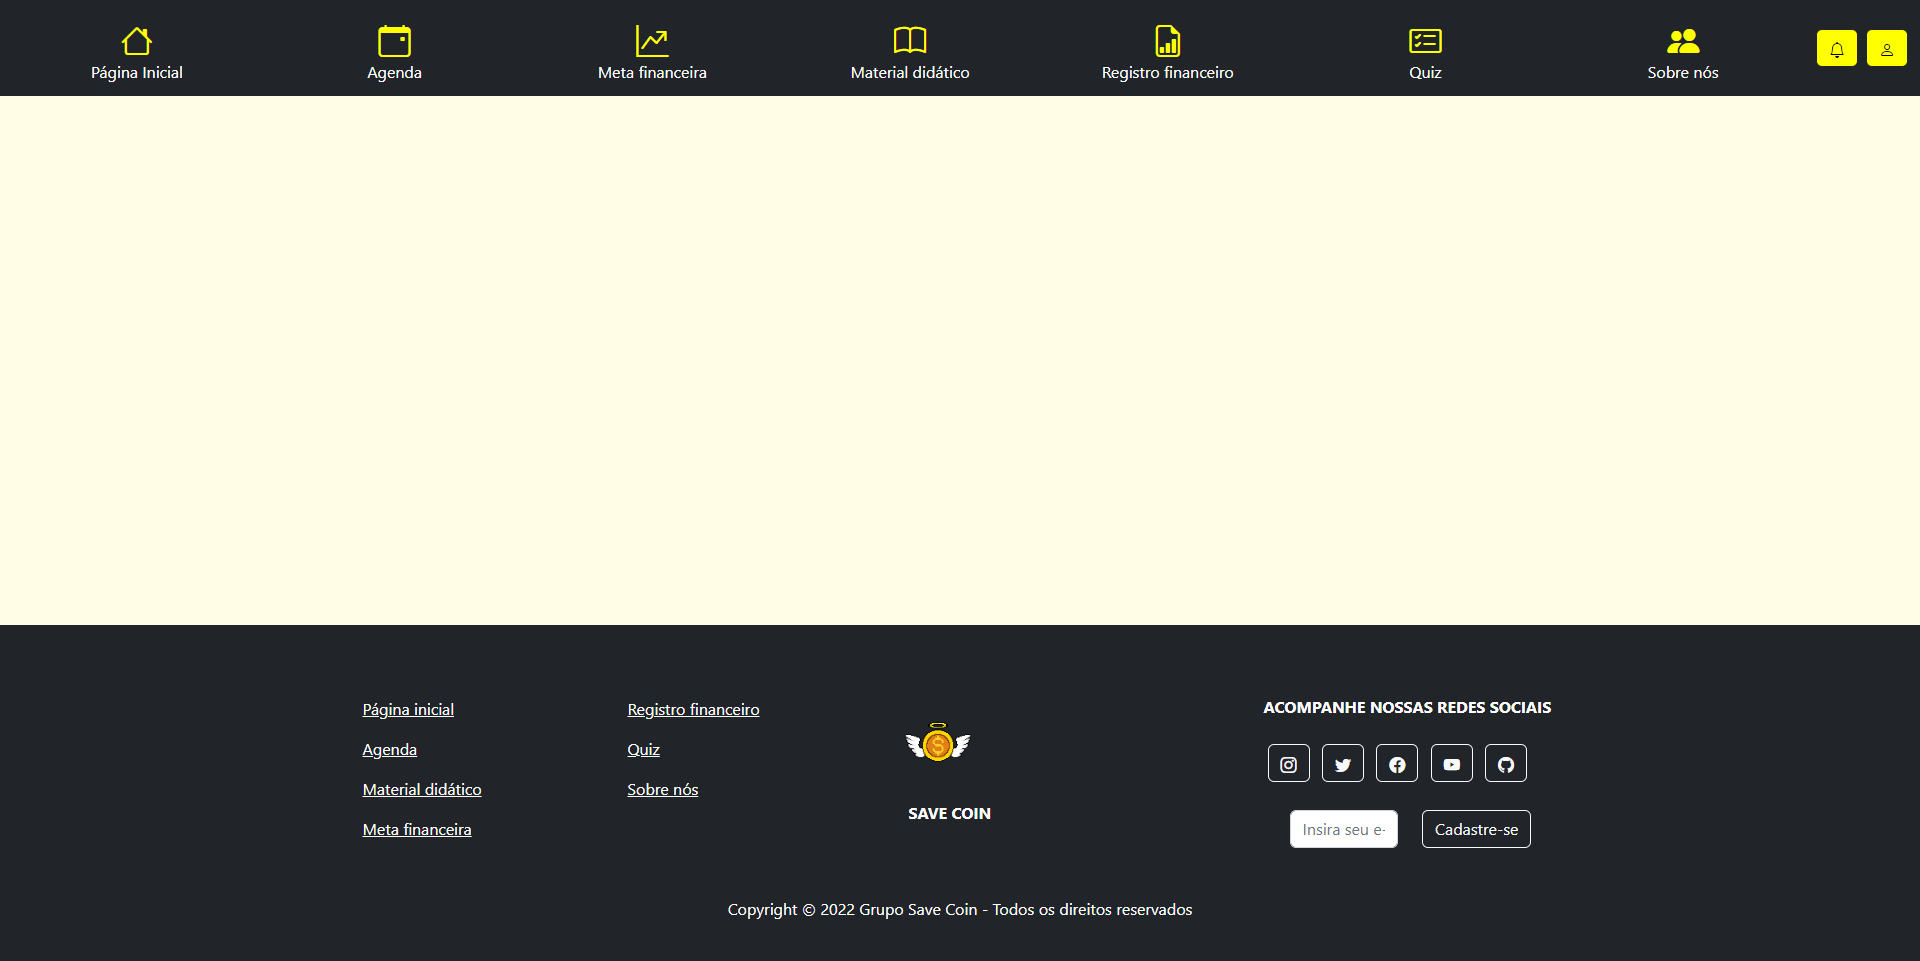 Página Inicial
Agenda
Meta financeira
Material didático
Registro financeiro
Quiz
Sobre nós
Página inicial
Agenda
Material didático
Meta financeira
Registro financeiro
Quiz
Sobre nós
$
SAVE COIN
ACOMPANHE NOSSAS REDES SOCIAIS
Insira seu e-
Cadastre-se
Copyright © 2022 Grupo Save Coin - Todos os direitos reservados